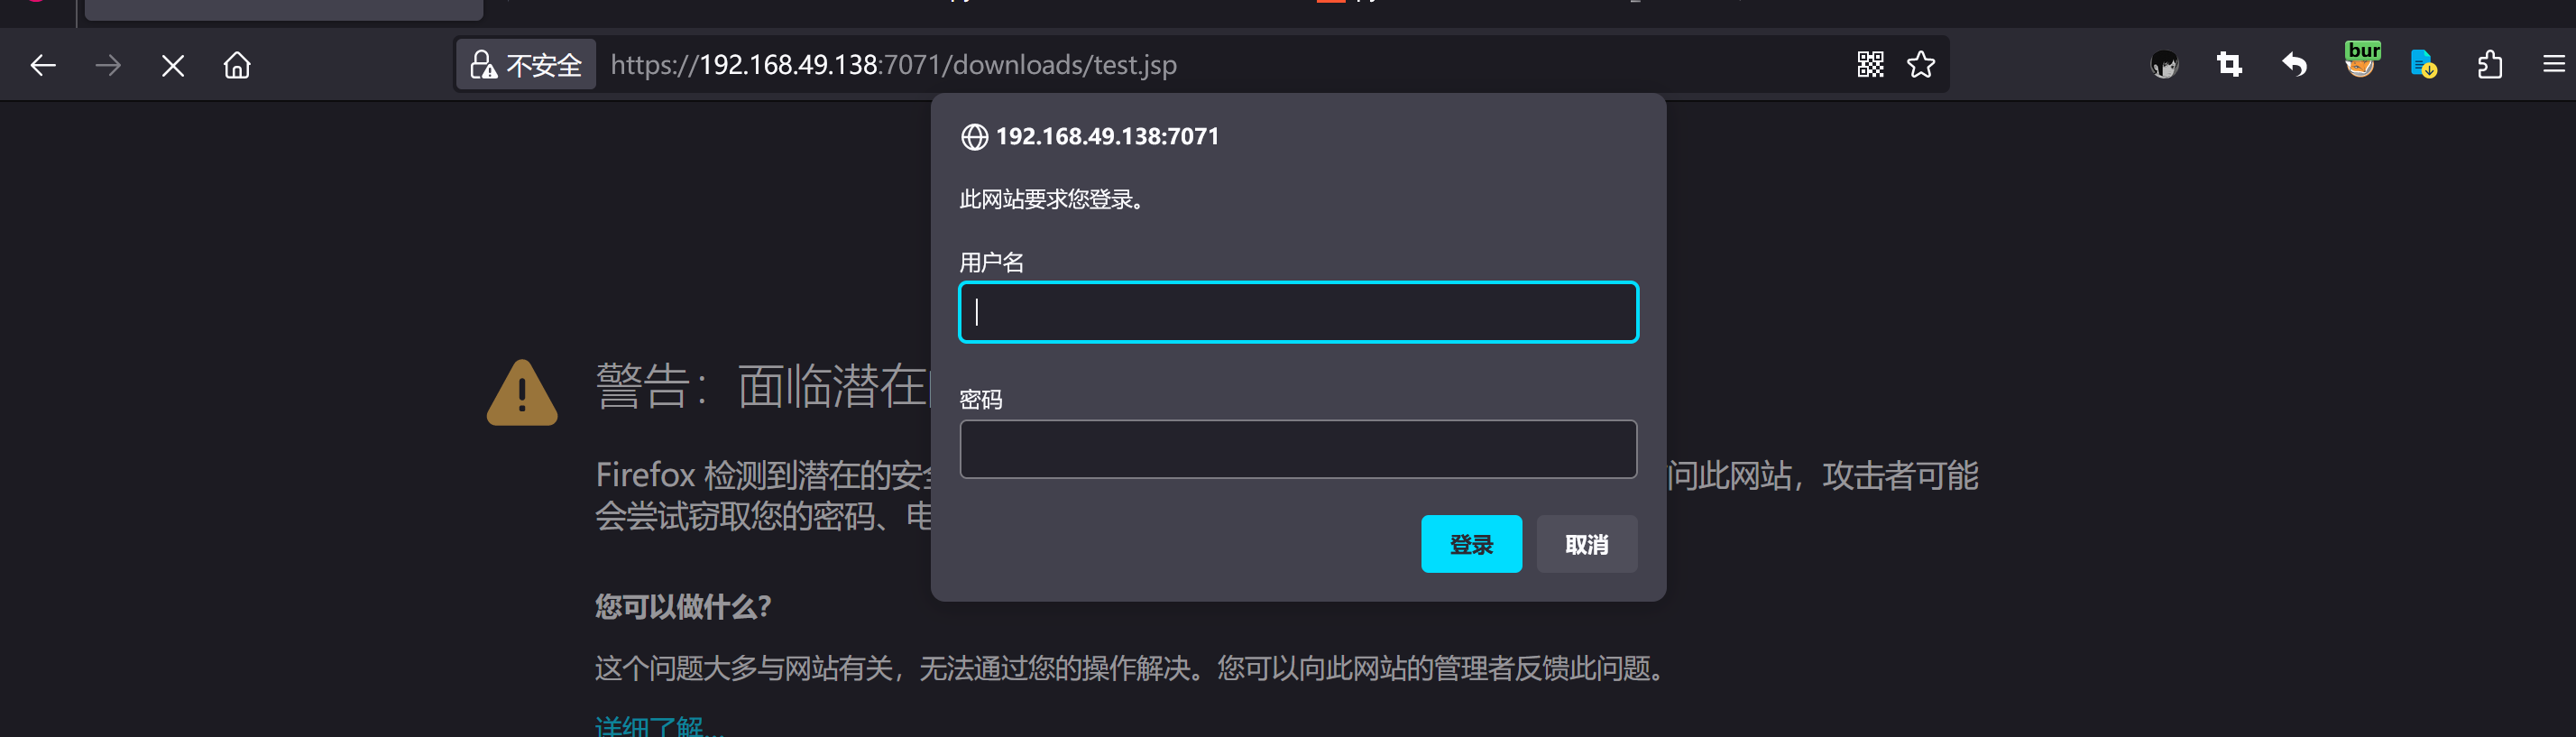 不安全 https://192.168.49.138:7071/downloads/test.jsp
bur
192.168.49.138:7071
此网站要求您登录。
用户名
密码
登录 取消
警告：面临潜在
Firefox 检测到潜在的安 问此网站，攻击者可能
会尝试窃取您的密码、电
您可以做什么？
这个问题大多与网站有关，无法通过您的操作解决。您可以向此网站的管理者反馈此问题。
详细了解...